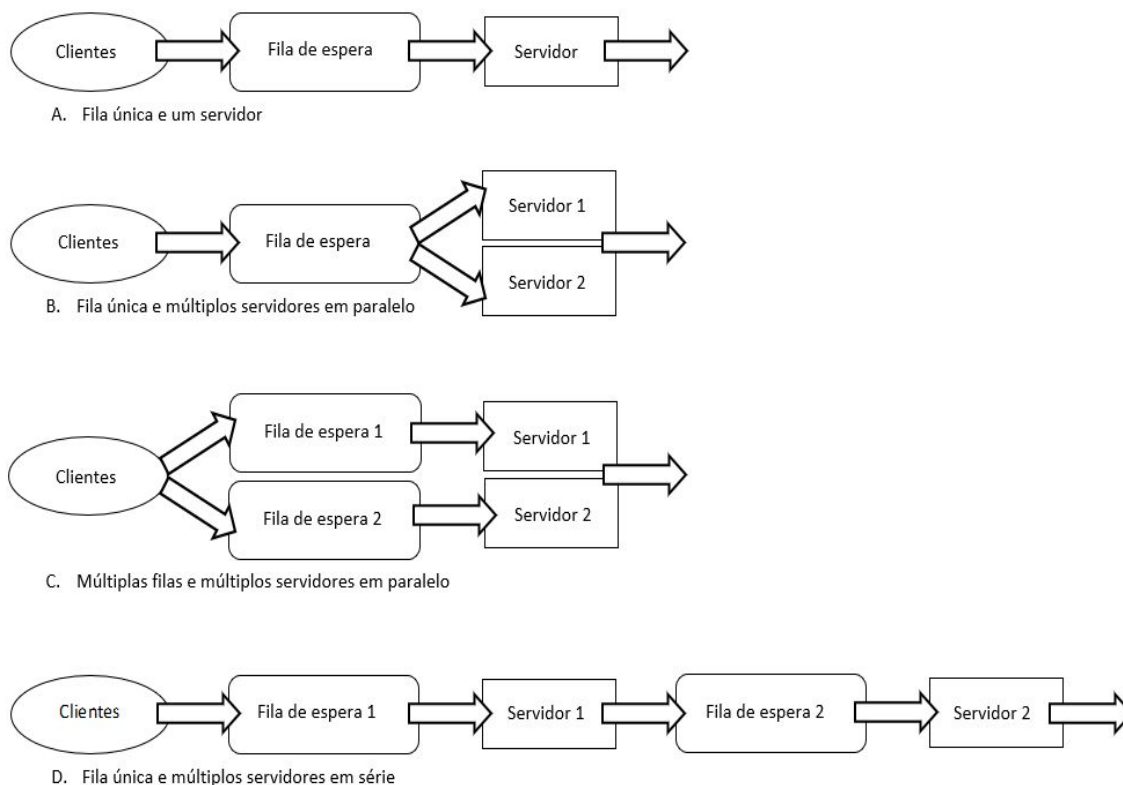 Clientes Fila de espera Servidor
A. Fila única e um servidor
Servidor 1
Clientes Fila de espera
Servidor 2
B. Fila única e múltiplos servidores em paralelo
Fila de espera 1 Servidor 1
Clientes
Fila de espera 2 Servidor 2
C. Múltiplas filas e múltiplos servidores em paralelo
Clientes Fila de espera 1 Servidor 1 Fila de espera 2 Servidor 2
D. Fila única e múltiplos servidores em série